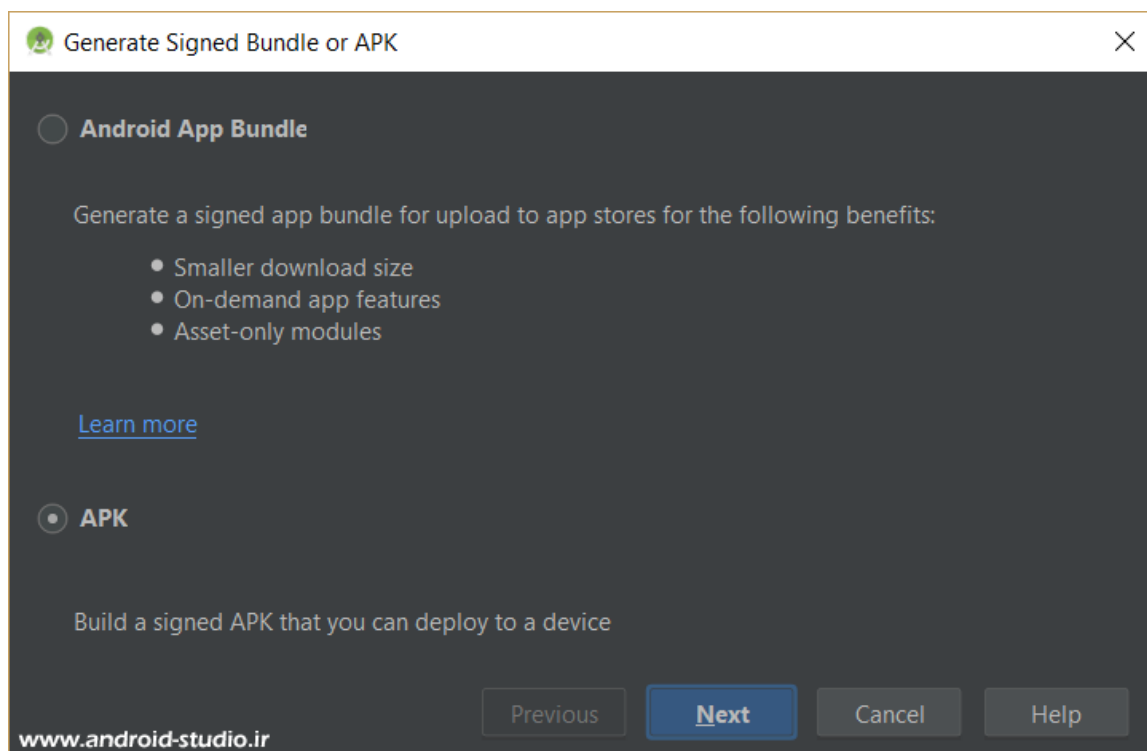 Generate Signed Bundle or APK
Android App Bundle
Generate a signed app bundle for upload to app stores for the following benefits:
Smaller download size
On-demand app features
Asset-only modules
Learn more
APK
Build a signed APK that you can deploy to a device
Previous Next Cancel Help
www.android-studio.ir